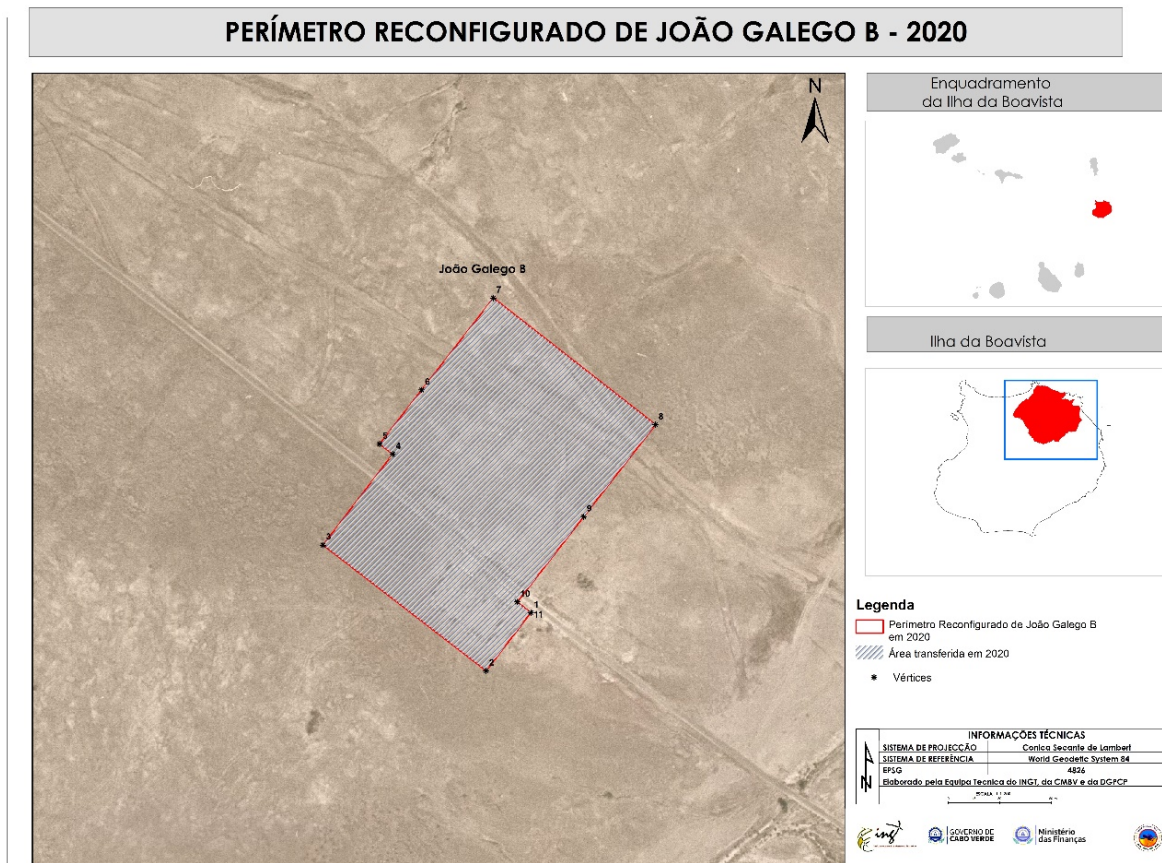 PERÍMETRO RECONFIGURADO DE JOÃO GALEGO B - 2020
N
João Galego B
7
8
6
5
4
9
3
10
1
11
2
Enquadramento
da Ilha da Boavista
Ilha da Boavista
Legenda
Perímetro Reconfigurado de João Galego B
em 2020
Área transferida em 2020
Vértices
INFORMAÇÕES TÉCNICAS
SISTEMA DE PROJECÇÃO Conica Secante de Lambert
SISTEMA DE REFERÊNCIA World Geodetic System 84
EPSG 4826
Elaborado pela Equipa Tecnica do INGT, da CMBV e da DGPCP
N
ESCALA
ingt
GOVERNO DE
CABO VERDE
Ministério
das Finanças